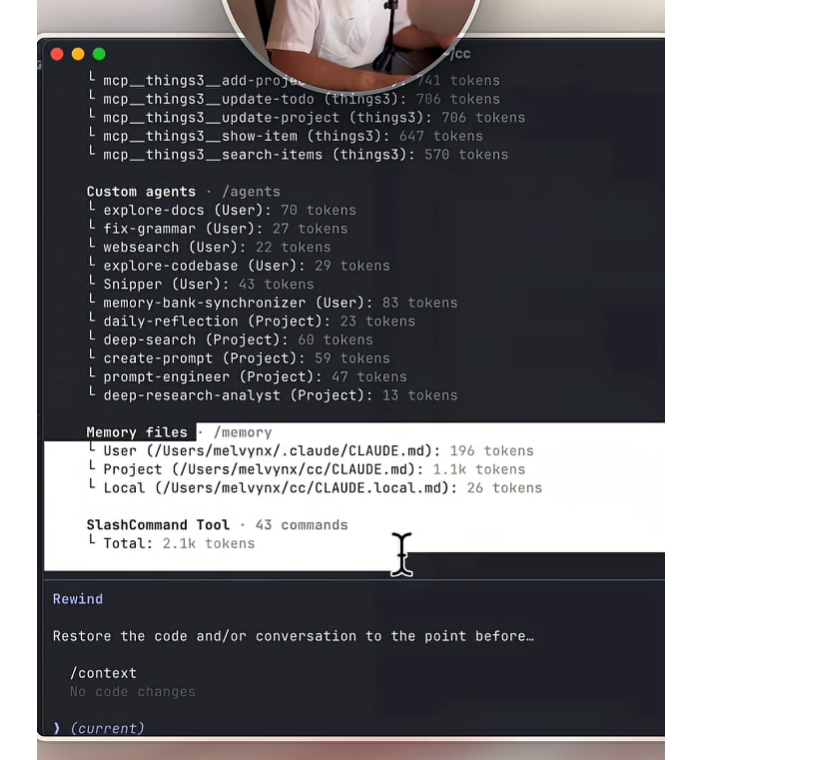 /cc
└ mcp__things3__add-proje 741 tokens
└ mcp__things3__update-todo (things3): 706 tokens
└ mcp__things3__update-project (things3): 706 tokens
└ mcp__things3__show-item (things3): 647 tokens
└ mcp__things3__search-items (things3): 570 tokens
Custom agents · /agents
└ explore-docs (User): 70 tokens
└ fix-grammar (User): 27 tokens
└ websearch (User): 22 tokens
└ explore-codebase (User): 29 tokens
└ Snipper (User): 43 tokens
└ memory-bank-synchronizer (User): 83 tokens
└ daily-reflection (Project): 23 tokens
└ deep-search (Project): 60 tokens
└ create-prompt (Project): 59 tokens
└ prompt-engineer (Project): 47 tokens
└ deep-research-analyst (Project): 13 tokens
Memory files · /memory
└ User (/Users/melvynx/.claude/CLAUDE.md): 196 tokens
└ Project (/Users/melvynx/cc/CLAUDE.md): 1.1k tokens
└ Local (/Users/melvynx/cc/CLAUDE.local.md): 26 tokens
SlashCommand Tool · 43 commands
└ Total: 2.1k tokens
Rewind
Restore the code and/or conversation to the point before…
/context
No code changes
❯ (current)